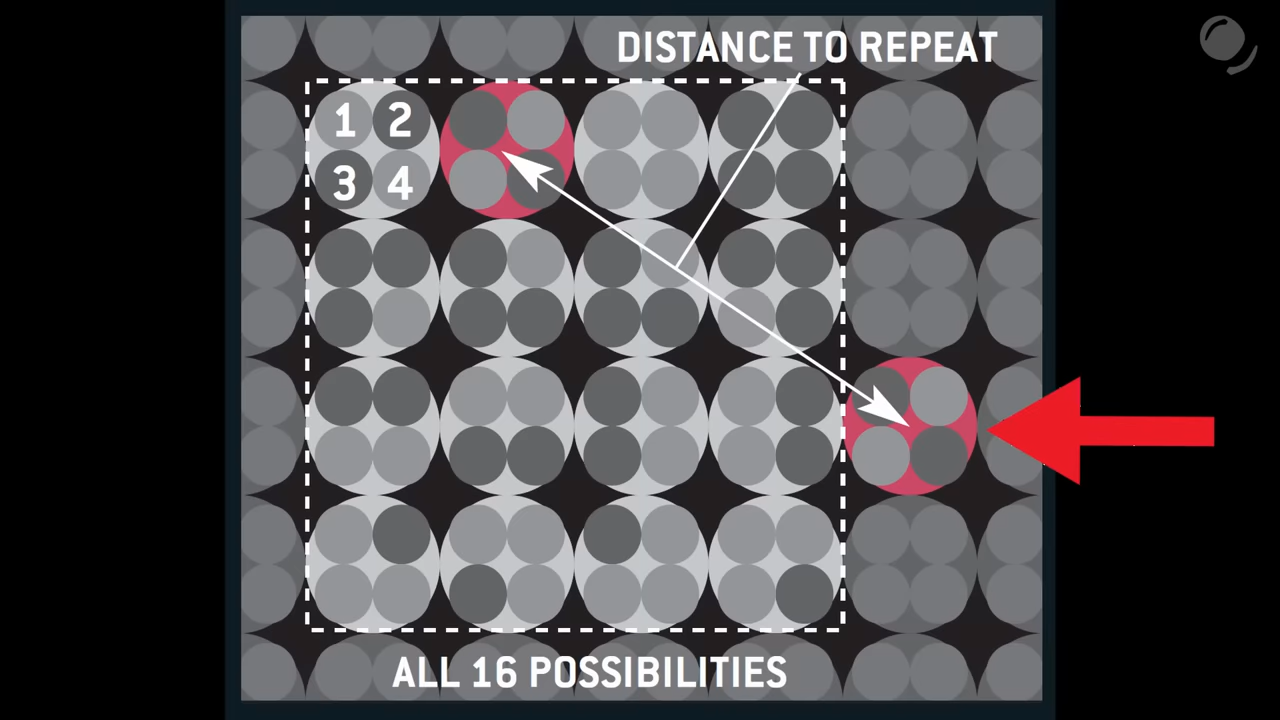 DISTANCE TO REPEAT
1 2
3 4
ALL 16 POSSIBILITIES